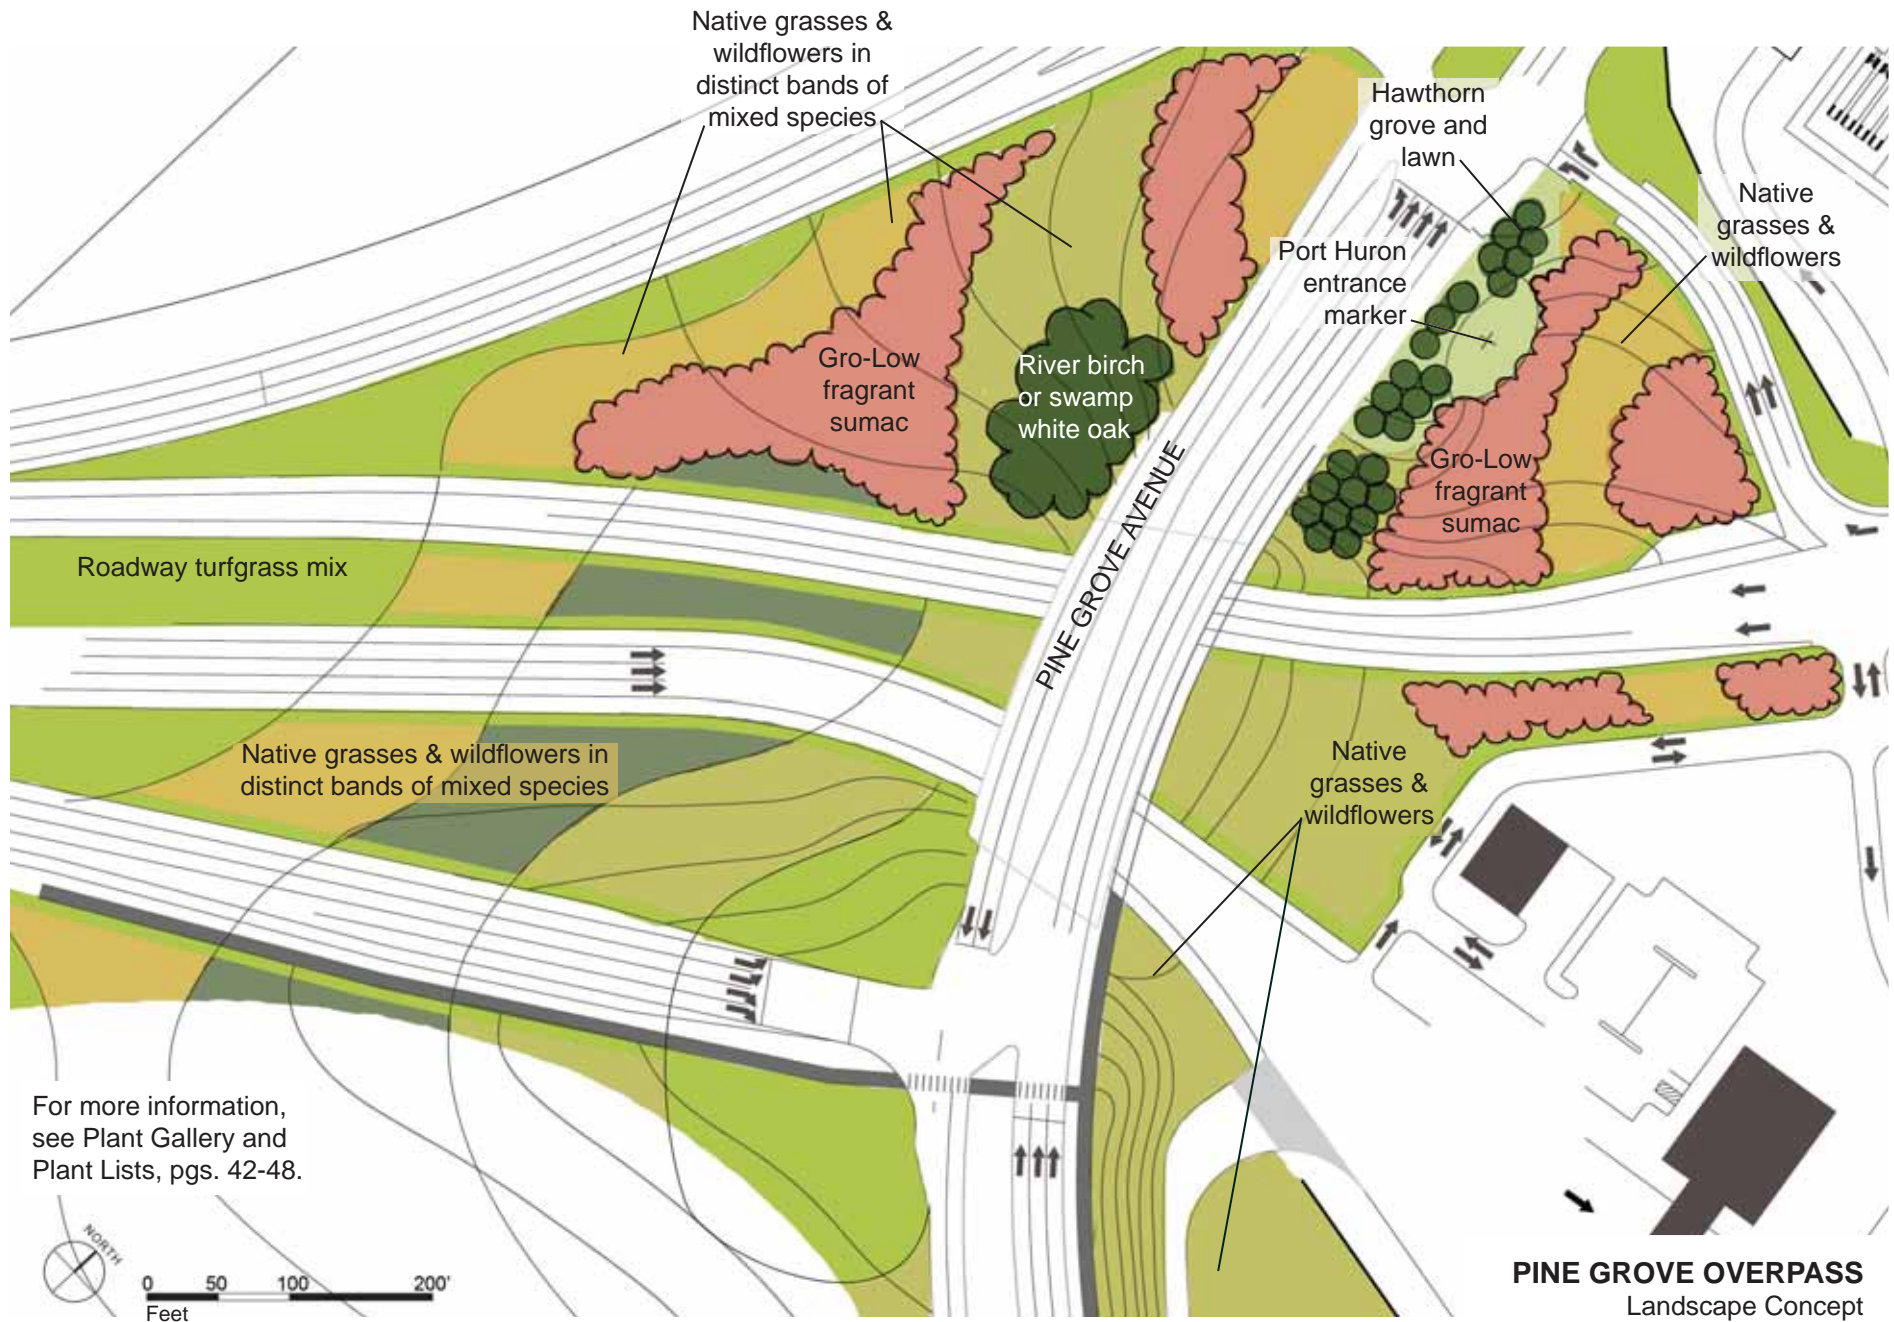 Native grasses &
wildflowers in
distinct bands of
mixed species
Hawthorn
grove and
lawn
Native
grasses &
wildflowers
Port Huron
entrance
marker
Gro-Low
fragrant
sumac
River birch
or swamp
white oak
Gro-Low
fragrant
sumac
PINE GROVE AVENUE
Roadway turfgrass mix
Native grasses & wildflowers in
distinct bands of mixed species
Native
grasses &
wildflowers
For more information,
see Plant Gallery and
Plant Lists, pgs. 42-48.
NORTH
0 50 100 200'
Feet
PINE GROVE OVERPASS
Landscape Concept